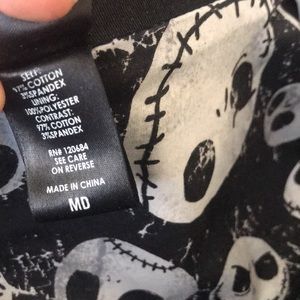 SELF:
97% COTTON
3% SPANDEX
LINING:
100% POLYESTER
CONTRAST:
97% COTTON
3% SPANDEX
RN# 120684
SEE CARE
ON REVERSE
MADE IN CHINA
MD